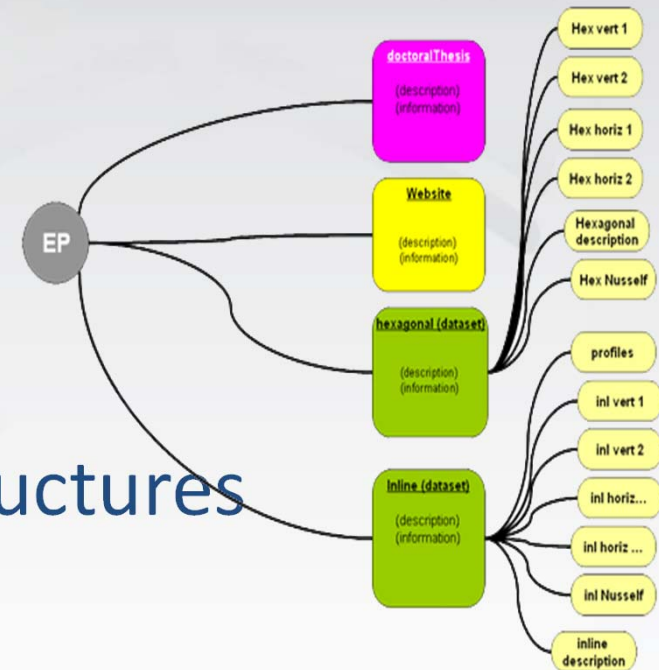 EP
doctoralThesis
(description)
(information)
Website
(description)
(information)
hexagonal (dataset)
(description)
(information)
Inline (dataset)
(description)
(information)
Hex vert 1
Hex vert 2
Hex horiz 1
Hex horiz 2
Hexagonal
description
Hex Nusself
profiles
inl vert 1
inl vert 2
inl horiz...
inl horiz ...
inl Nusself
inline
description
uctures